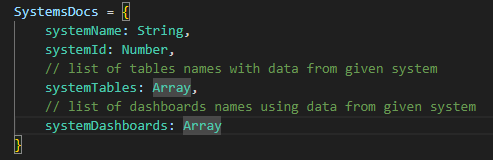 SystemsDocs = {
systemName: String,
systemId: Number,
// list of tables names with data from given system
systemTables: Array,
// list of dashboards names using data from given system
systemDashboards: Array
}